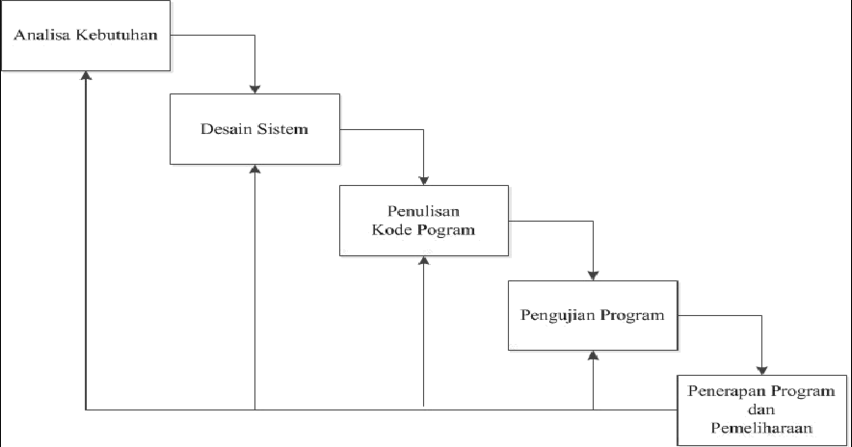 Analisa Kebutuhan
Desain Sistem
Penulisan
Kode Pogram
Pengujian Program
Penerapan Program
dan
Pemeliharaan